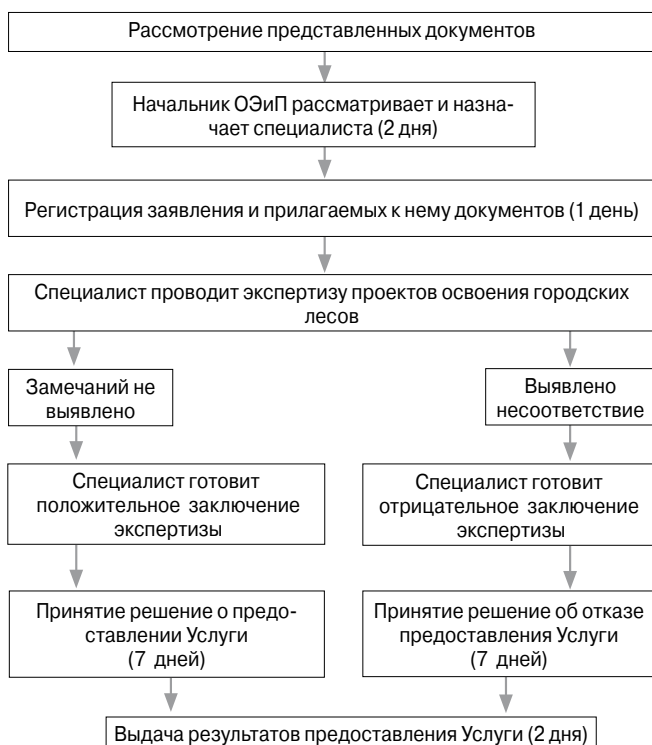 Рассмотрение представленных документов
Начальник ОЭиП рассматривает и назна-
чает специалиста (2 дня)
Регистрация заявления и прилагаемых к нему документов (1 день)
Специалист проводит экспертизу проектов освоения городских
лесов
Замечаний не
выявлено
Выявлено
несоответствие
Специалист готовит
положительное заключение
экспертизы
Специалист готовит
отрицательное заключение
экспертизы
Принятие решение о предо-
ставлении Услуги
(7 дней)
Принятие решение об отказе
предоставления Услуги
(7 дней)
Выдача результатов предоставления Услуги (2 дня)